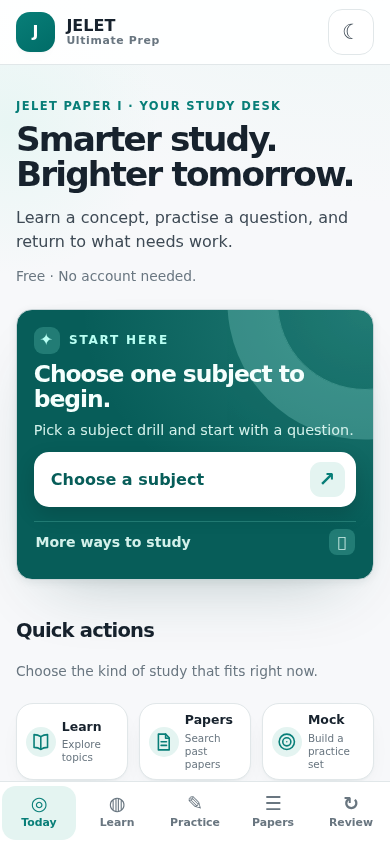 J
JELET
Ultimate Prep
JELET PAPER I · YOUR STUDY DESK
Smarter study.
Brighter tomorrow.
Learn a concept, practise a question, and
return to what needs work.
Free · No account needed.
START HERE
Choose one subject to
begin.
Pick a subject drill and start with a question.
Choose a subject
More ways to study
Quick actions
Choose the kind of study that fits right now.
Learn
Explore
topics
Papers
Search
past
papers
Mock
Build a
practice
set
Today
Learn
Practice
Papers
Review